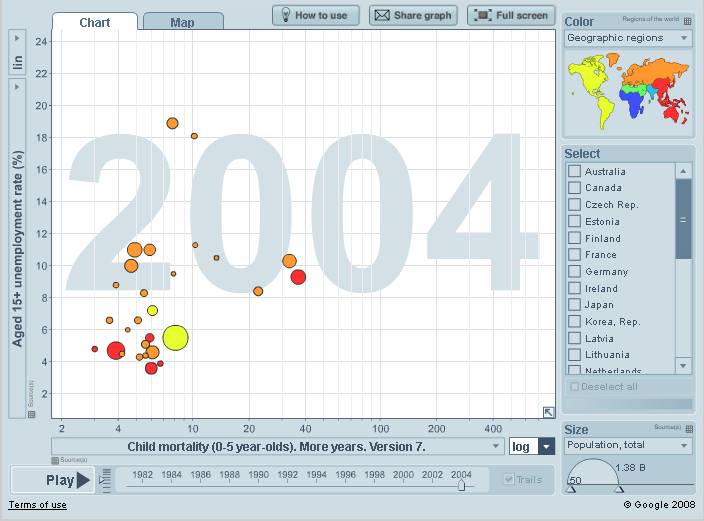 Chart
Map
How to use
Share graph
Full screen
Color
Regions of the world
Geographic regions
lin
Aged 15+ unemployment rate (%)
Source(s)
24
22
20
18
16
14
12
10
8
6
4
2
2004
2 4 10 20 40 100 200 400
Child mortality (0-5 year-olds). More years. Version 7.
log
Source(s)
Select
Australia
Canada
Czech Rep.
Estonia
Finland
France
Germany
Ireland
Japan
Korea, Rep.
Latvia
Lithuania
Netherlands
Deselect all
Size
Source(s)
Population, total
1.38 B
50
Play
1982 1984 1986 1988 1990 1992 1994 1996 1998 2000 2002 2004
Trails
Terms of use
© Google 2008